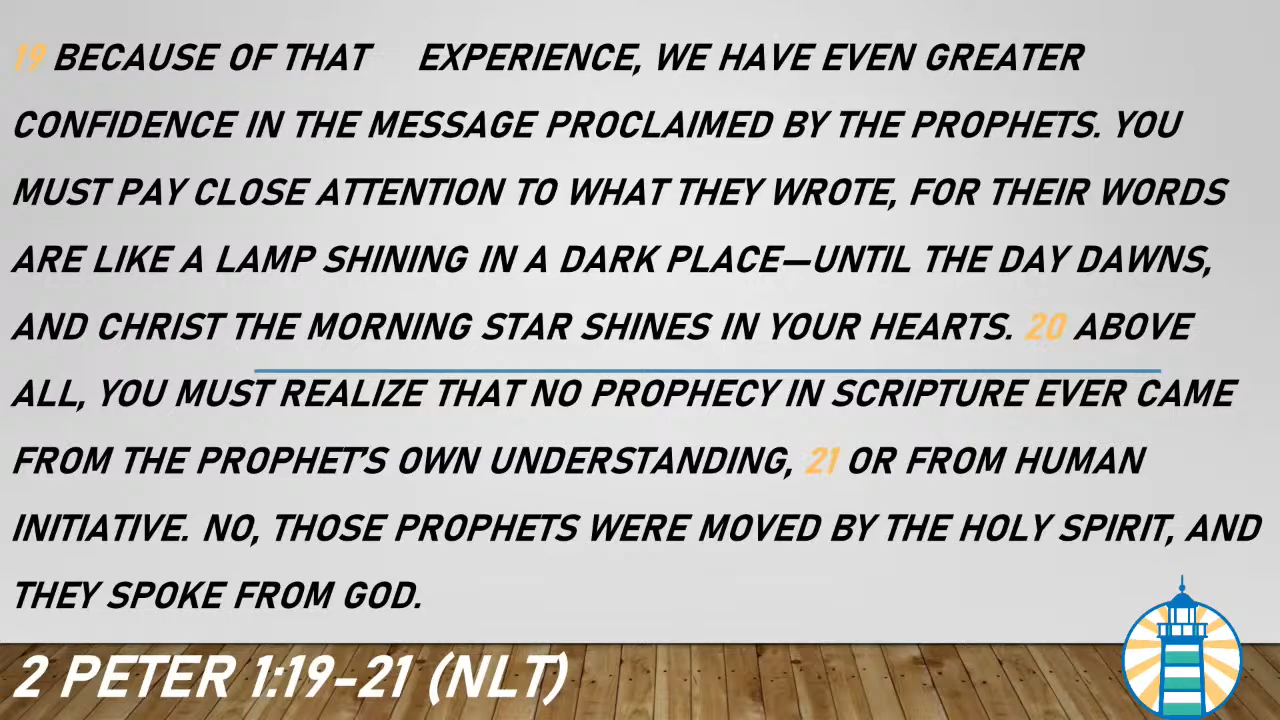 19 BECAUSE OF THAT EXPERIENCE, WE HAVE EVEN GREATER
CONFIDENCE IN THE MESSAGE PROCLAIMED BY THE PROPHETS. YOU
MUST PAY CLOSE ATTENTION TO WHAT THEY WROTE, FOR THEIR WORDS
ARE LIKE A LAMP SHINING IN A DARK PLACE—UNTIL THE DAY DAWNS,
AND CHRIST THE MORNING STAR SHINES IN YOUR HEARTS. 20 ABOVE
ALL, YOU MUST REALIZE THAT NO PROPHECY IN SCRIPTURE EVER CAME
FROM THE PROPHET'S OWN UNDERSTANDING, 21 OR FROM HUMAN
INITIATIVE. NO, THOSE PROPHETS WERE MOVED BY THE HOLY SPIRIT, AND
THEY SPOKE FROM GOD.
2 PETER 1:19-21 (NLT)